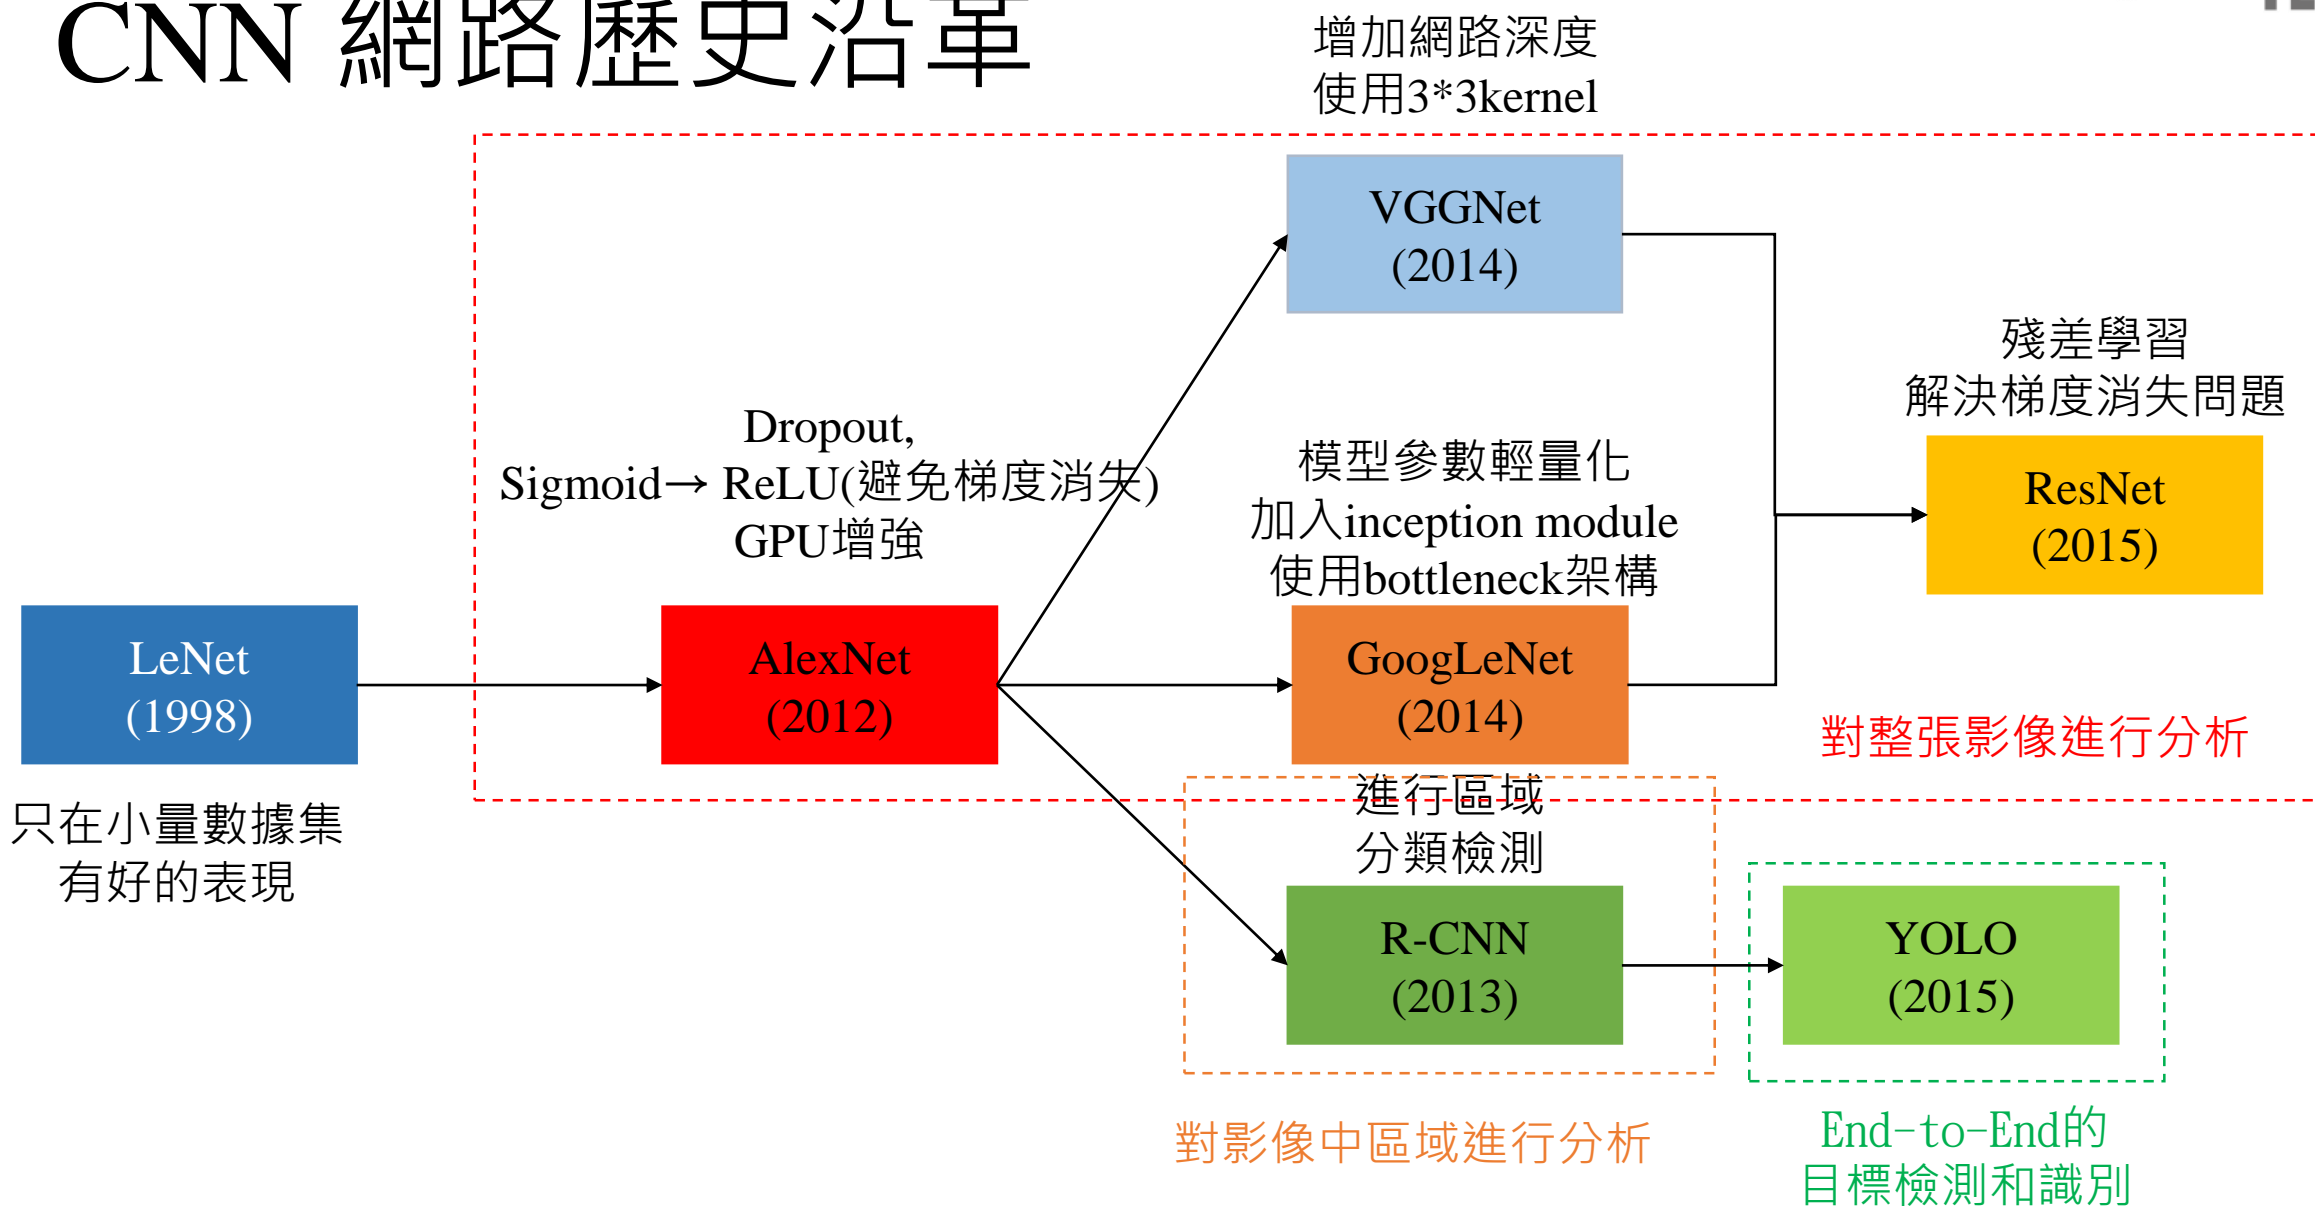 CNN 網路歷史沿革
增加網路深度
使用3*3kernel
VGGNet
(2014)
殘差學習
解決梯度消失問題
ResNet
(2015)
Dropout,
Sigmoid→ ReLU(避免梯度消失)
GPU增強
模型參數輕量化
加入inception module
使用bottleneck架構
LeNet
(1998)
AlexNet
(2012)
GoogLeNet
(2014)
對整張影像進行分析
只在小量數據集
有好的表現
進行區域
分類檢測
R-CNN
(2013)
YOLO
(2015)
對影像中區域進行分析
End-to-End的
目標檢測和識別